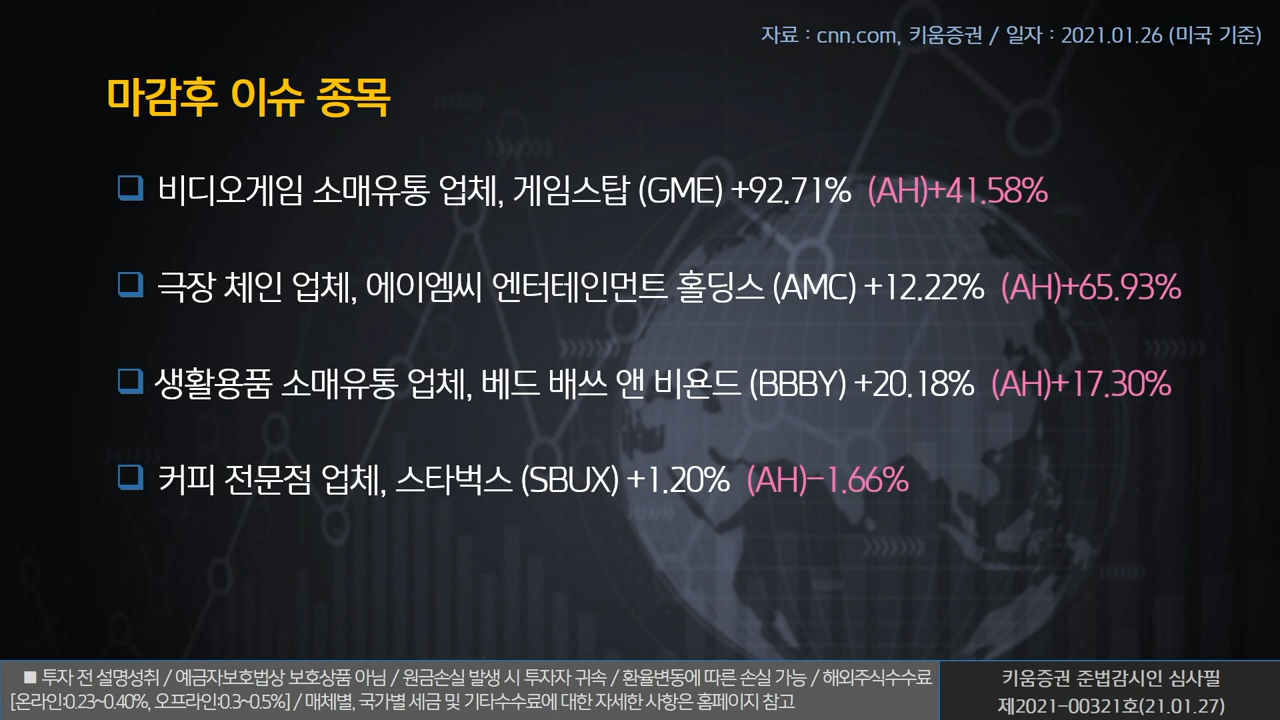 자료 : cnn.com, 키움증권 / 일자 : 2021.01.26 (미국 기준)
마감후 이슈 종목
❑ 비디오게임 소매유통 업체, 게임스탑 (GME) +92.71% (AH)+41.58%
❑ 극장 체인 업체, 에이엠씨 엔터테인먼트 홀딩스 (AMC) +12.22% (AH)+65.93%
❑ 생활용품 소매유통 업체, 베드 배쓰 앤 비욘드 (BBBY) +20.18% (AH)+17.30%
❑ 커피 전문점 업체, 스타벅스 (SBUX) +1.20% (AH)-1.66%
■ 투자 전 설명성취 / 예금자보호법상 보호상품 아님 / 원금손실 발생 시 투자자 귀속 / 환율변동에 따른 손실 가능 / 해외주식수수료
[온라인:0.23~0.40%, 오프라인:0.3~0.5%] / 매체별, 국가별 세금 및 기타수수료에 대한 자세한 사항은 홈페이지 참고
키움증권 준법감시인 심사필
제2021-00321호(21.01.27)